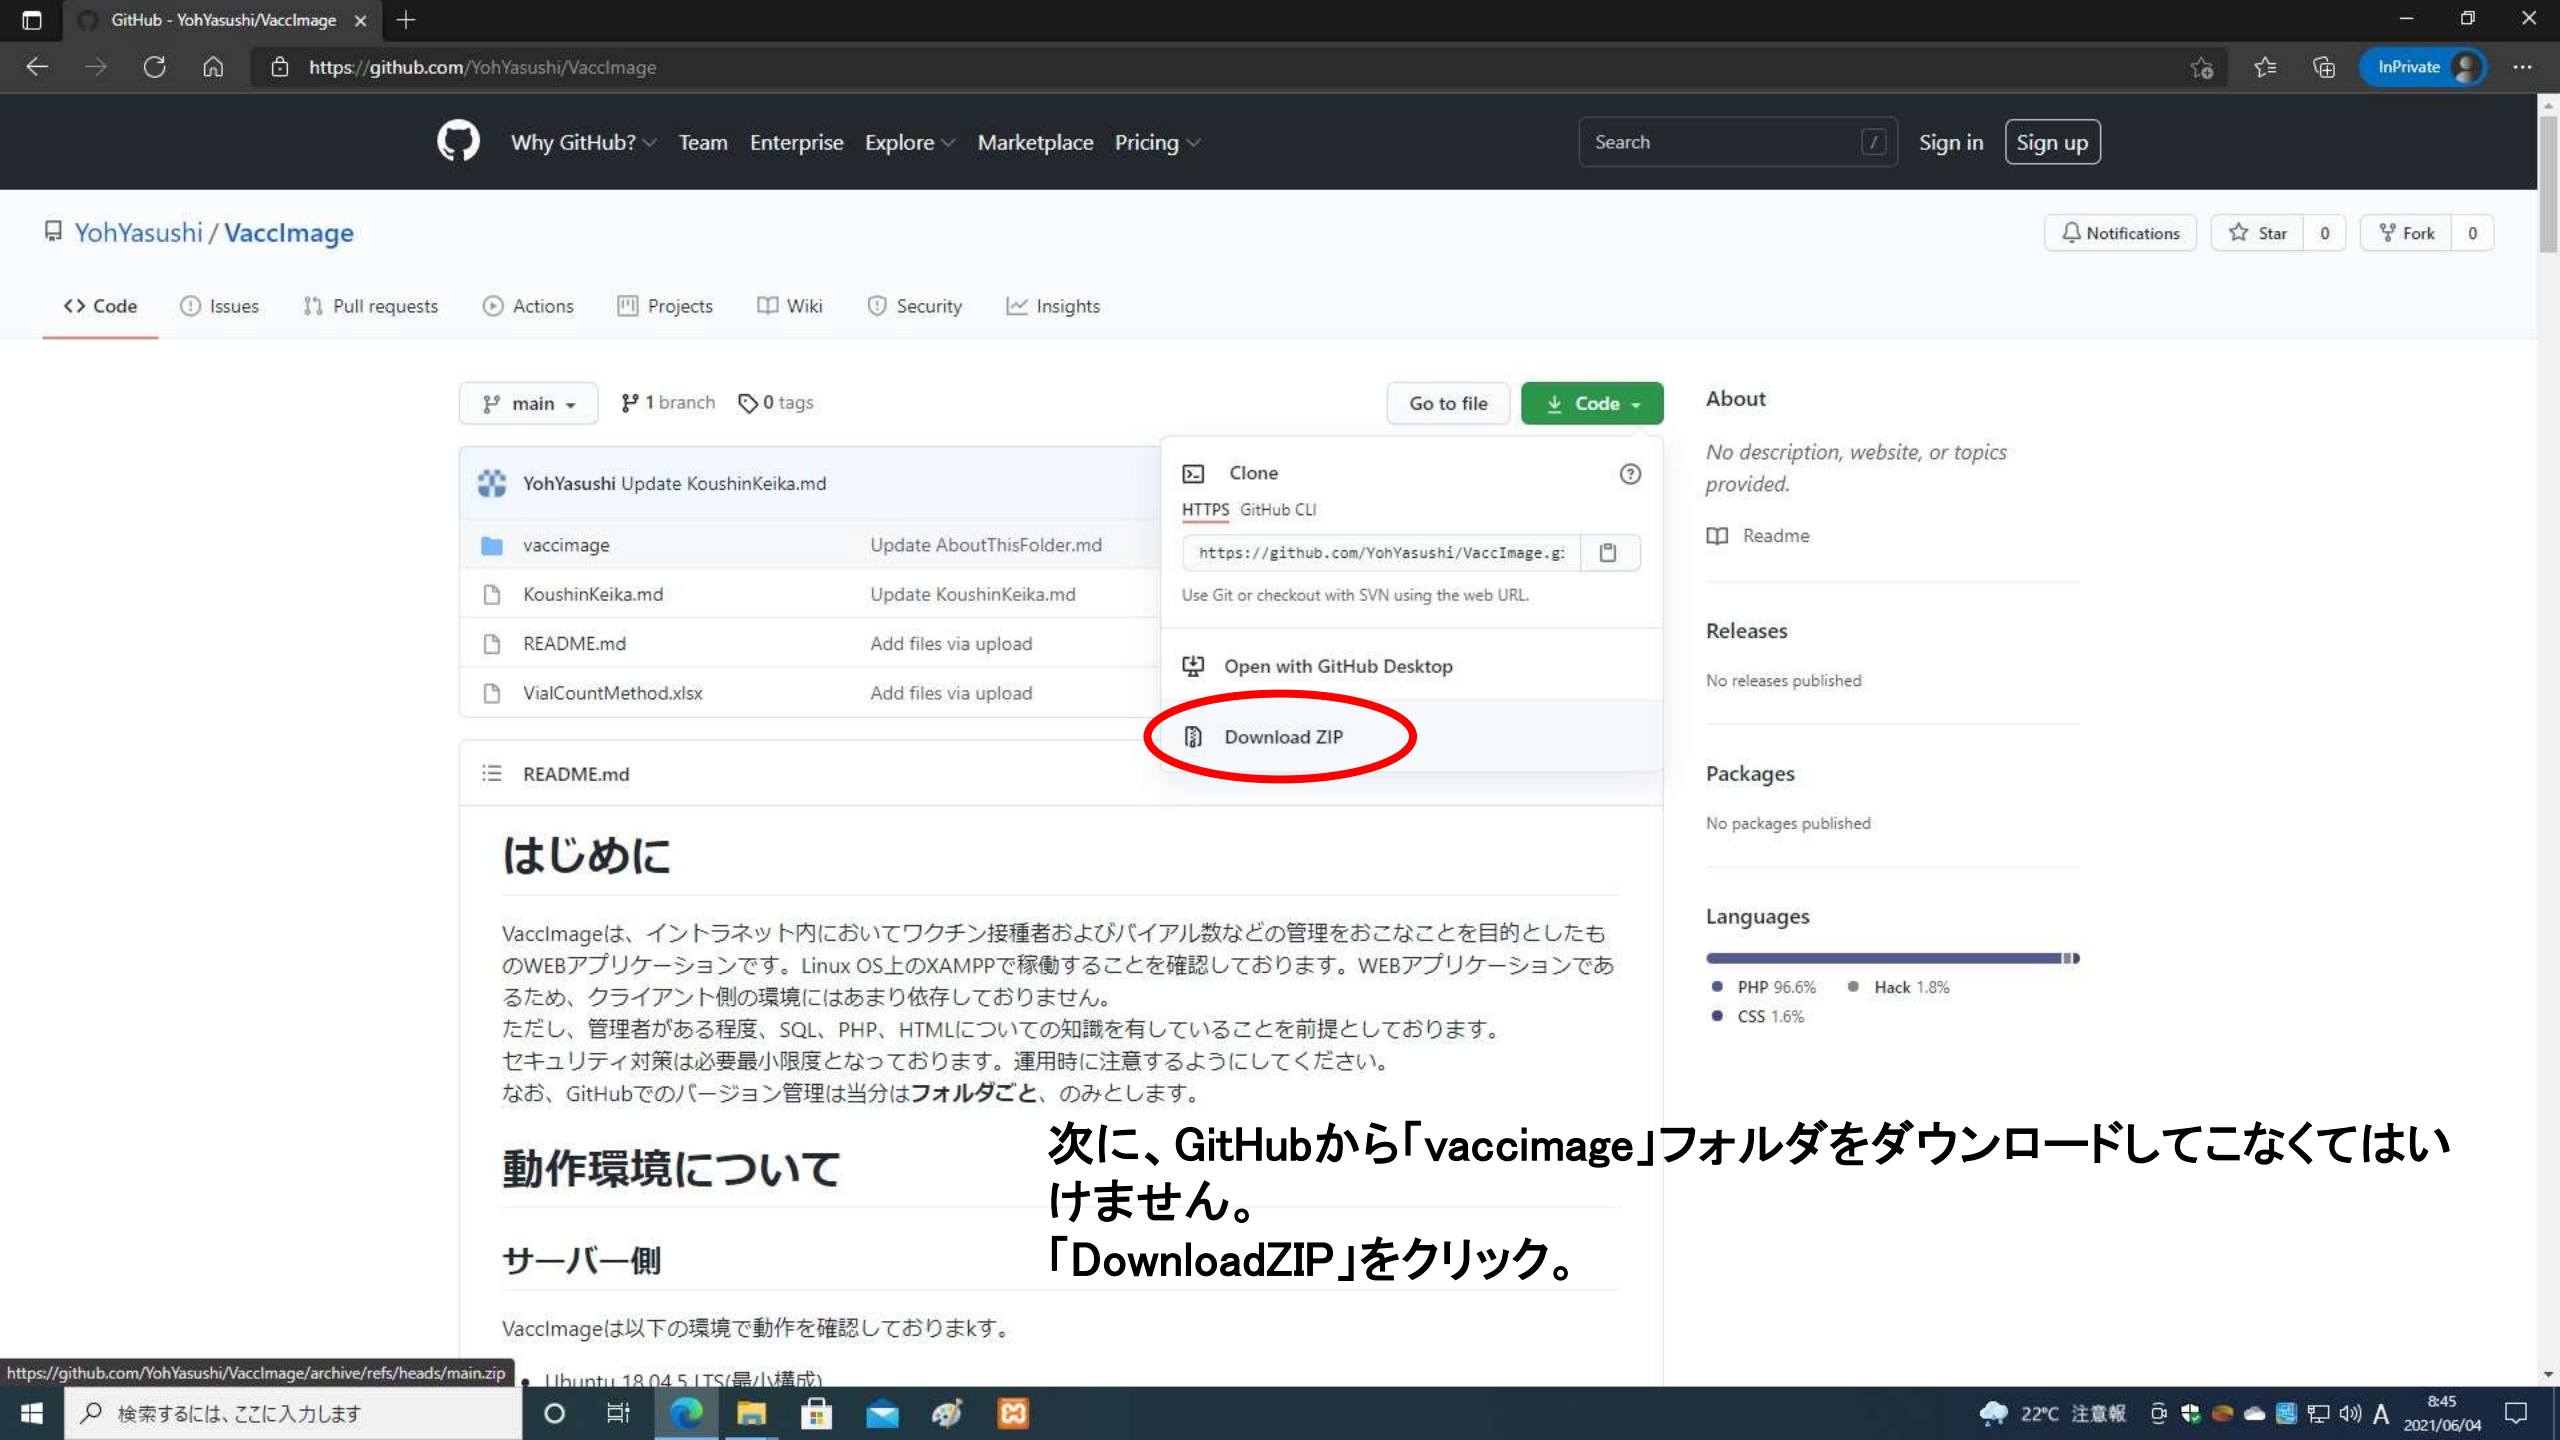 GitHub - YohYasushi/VaccImage
https://github.com/YohYasushi/VaccImage
InPrivate
Why GitHub? Team Enterprise Explore Marketplace Pricing
Search /
Sign in Sign up
YohYasushi / VaccImage
Notifications Star 0 Fork 0
Code Issues Pull requests Actions Projects Wiki Security Insights
main 1 branch 0 tags
Go to file Code
YohYasushi Update KoushinKeika.md
vaccimage Update AboutThisFolder.md
KoushinKeika.md Update KoushinKeika.md
README.md Add files via upload
VialCountMethod.xlsx Add files via upload
Clone
HTTPS GitHub CLI
https://github.com/YohYasushi/VaccImage.gi
Use Git or checkout with SVN using the web URL.
Open with GitHub Desktop
Download ZIP
About
No description, website, or topics
provided.
Readme
Releases
No releases published
Packages
No packages published
Languages
PHP 96.6% Hack 1.8%
CSS 1.6%
README.md
はじめに
VaccImageは、イントラネット内においてワクチン接種者およびバイアル数などの管理をおこなことを目的としたも
のWEBアプリケーションです。Linux OS上のXAMPPで稼働することを確認しております。WEBアプリケーションであ
るため、クライアント側の環境にはあまり依存しておりません。
ただし、管理者がある程度、SQL、PHP、HTMLについての知識を有していることを前提としております。
セキュリティ対策は必要最小限度となっております。運用時に注意するようにしてください。
なお、GitHubでのバージョン管理は当分はフォルダごと、のみとします。
動作環境について
サーバー側
VaccImageは以下の環境で動作を確認しておりまkす。
Ubuntu 18.04.5 LTS(最小構成)
次に、GitHubから「vaccimage」フォルダをダウンロードしてこなくてはい
けません。
「DownloadZIP」をクリック。
https://github.com/YohYasushi/VaccImage/archive/refs/heads/main.zip
検索するには、ここに入力します
22°C 注意報
A
8:45
2021/06/04